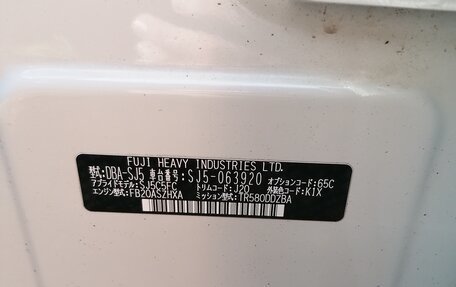 FUJI HEAVY INDUSTRIES LTD.
型式:DBA-SJ5 車台番号:SJ5-063920 オプションコード:65C
アプライドモデル:SJ5C5FC トリムコード:J20 外装色コード:K1X
エンジン型式:FB20ASZHXA ミッション型式:TR580DDZBA